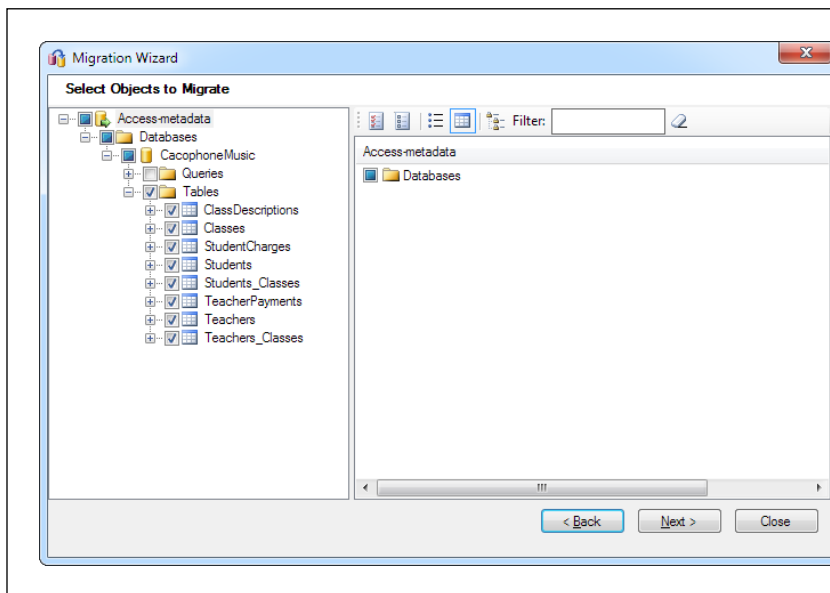 Migration Wizard
Select Objects to Migrate
Access-metadata
Databases
CacophoneMusic
Queries
Tables
ClassDescriptions
Classes
StudentCharges
Students
Students_Classes
TeacherPayments
Teachers
Teachers_Classes
Filter:
Access-metadata
Databases
< Back
Next >
Close